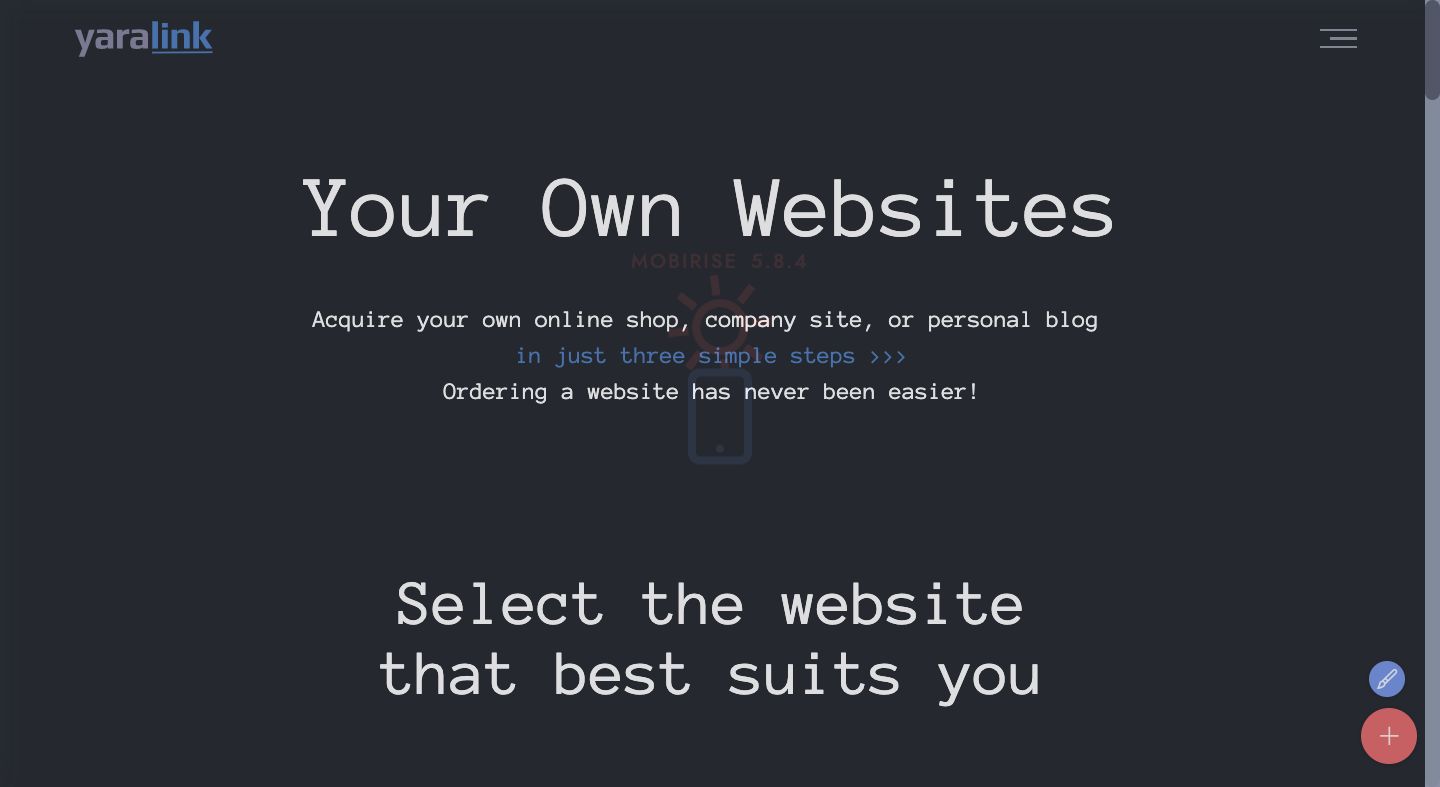 yaralink
Your Own Websites
MOBIRISE 5.8.4
Acquire your own online shop, company site, or personal blog
in just three simple steps >>>
Ordering a website has never been easier!
Select the website
that best suits you